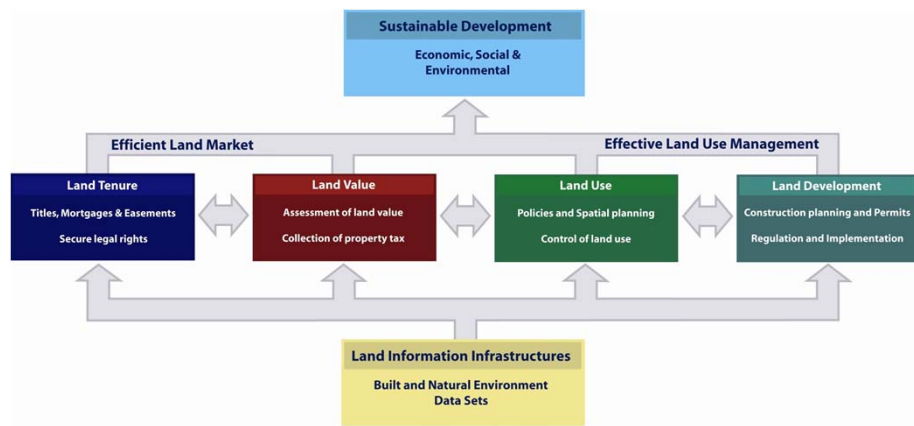 Sustainable Development
Economic, Social &
Environmental
Efficient Land Market
Effective Land Use Management
Land Tenure
Titles, Mortgages & Easements
Secure legal rights
Land Value
Assessment of land value
Collection of property tax
Land Use
Policies and Spatial planning
Control of land use
Land Development
Construction planning and Permits
Regulation and Implementation
Land Information Infrastructures
Built and Natural Environment
Data Sets